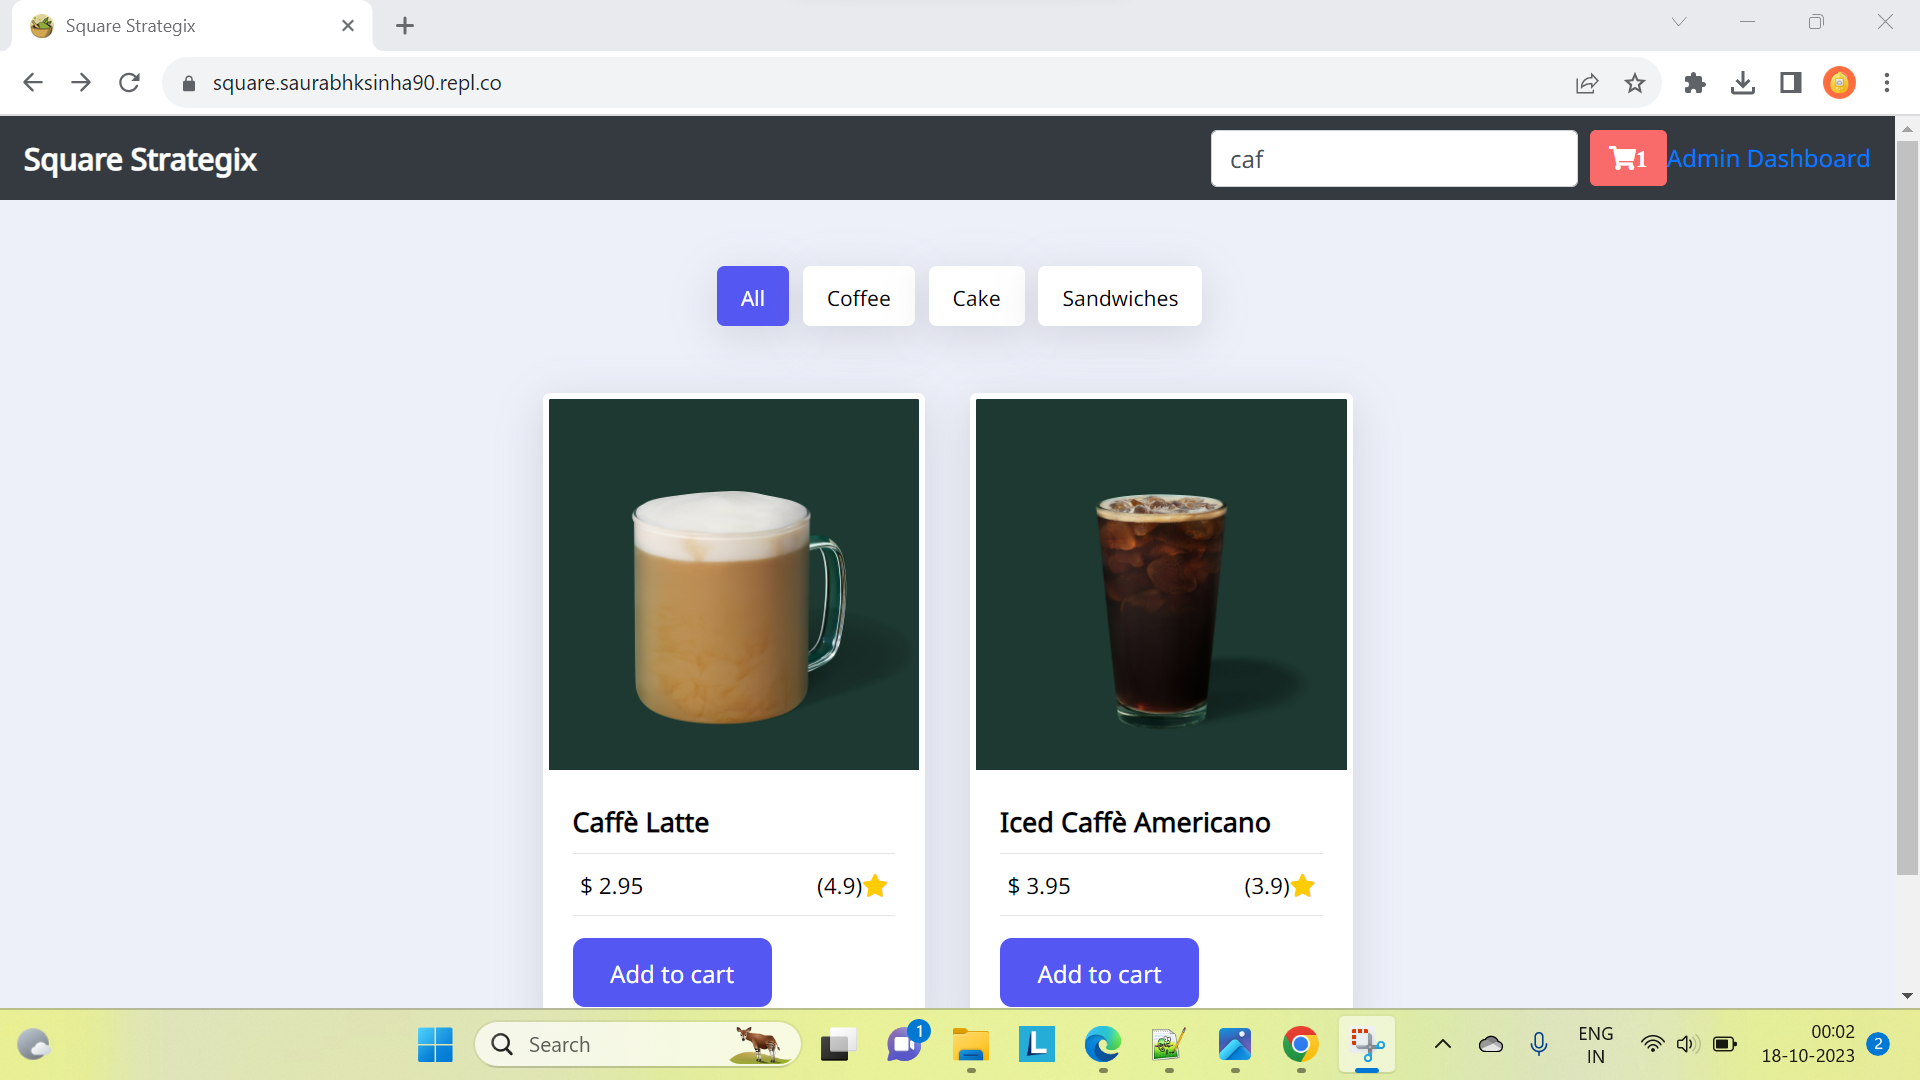 Square Strategix
square.saurabhksinha90.repl.co
Square Strategix
caf
1
Admin Dashboard
All
Coffee
Cake
Sandwiches
Caffè Latte
$ 2.95
(4.9)
Add to cart
Iced Caffè Americano
$ 3.95
(3.9)
Add to cart
Search
1
L
ENG
IN
00:02
18-10-2023
2